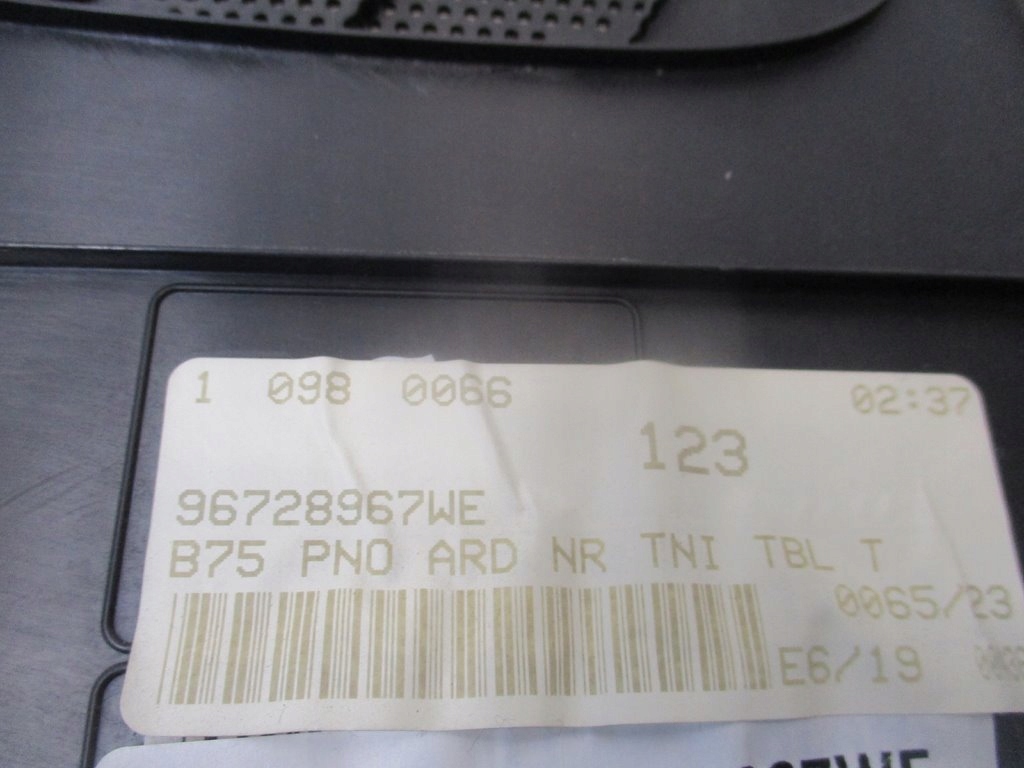 1 098 0066 02:37
123
96728967WE
B75 PNO ARD NR TNI TBL T
0065/23
E6/19